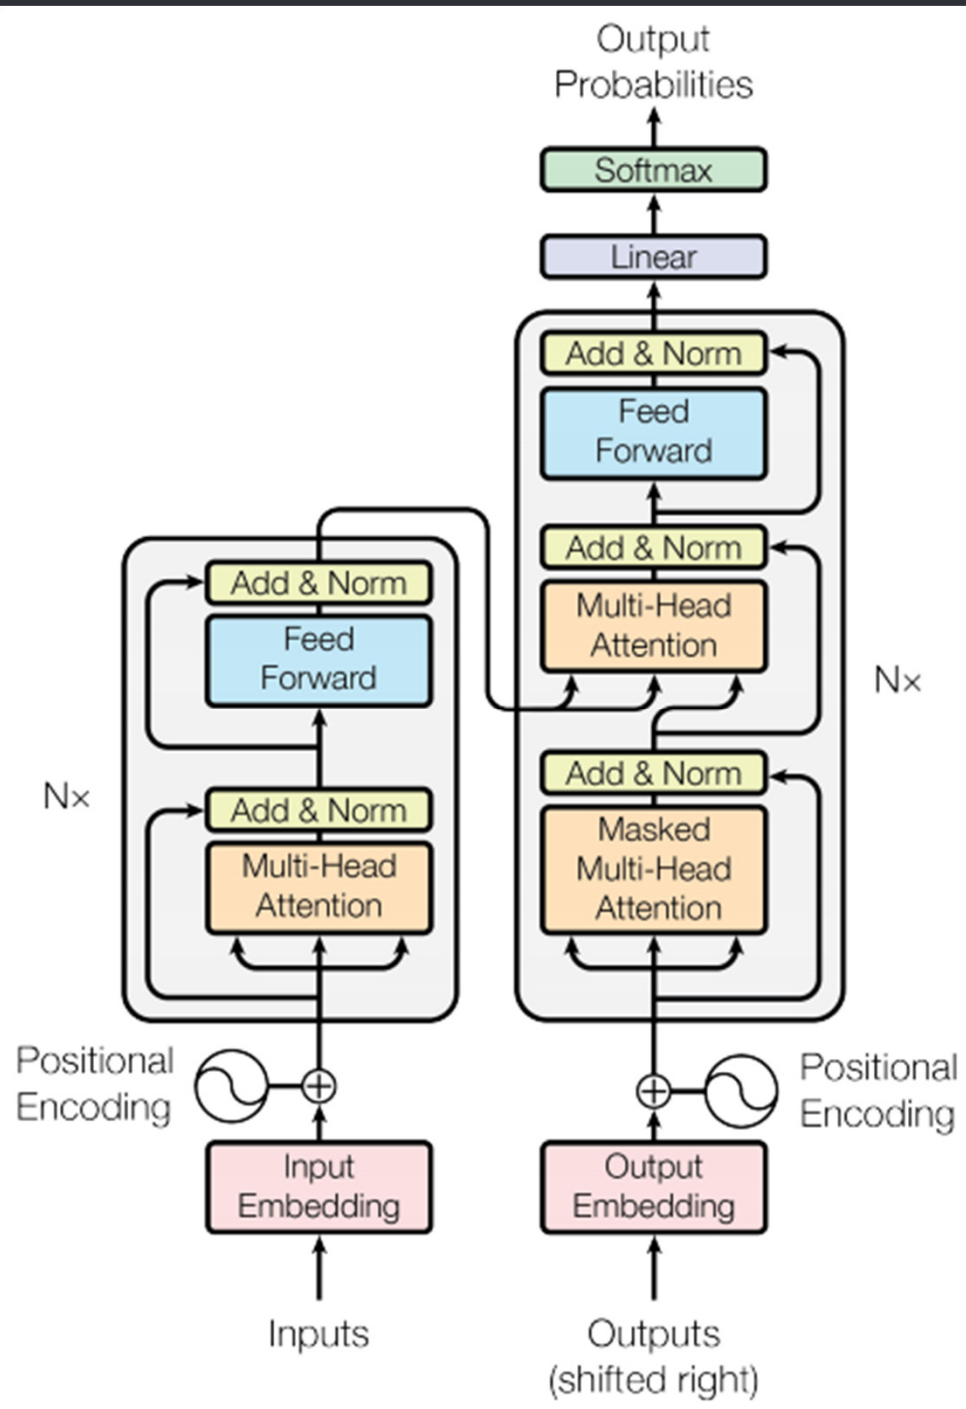 Output
Probabilities
Softmax
Linear
Add & Norm
Feed
Forward
Add & Norm
Multi-Head
Attention
Nx
Add & Norm
Masked
Multi-Head
Attention
Add & Norm
Feed
Forward
Nx
Add & Norm
Multi-Head
Attention
Positional
Encoding
Positional
Encoding
Input
Embedding
Output
Embedding
Inputs
Outputs
(shifted right)